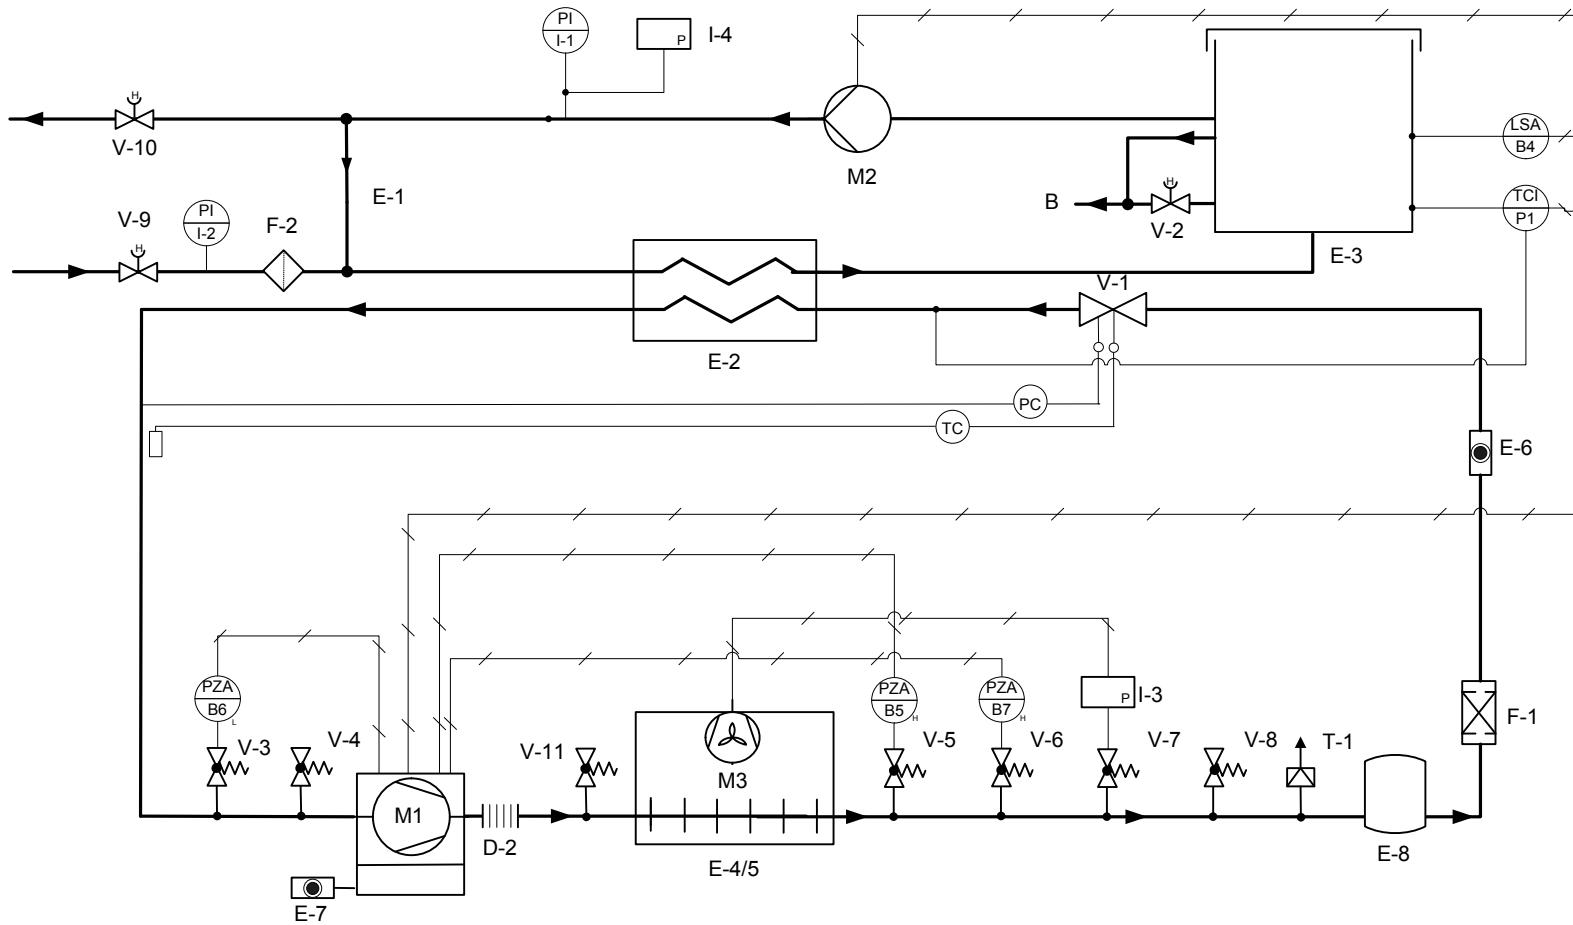 PI
I-1
P
I-4
H
V-10
M2
LSA
B4
E-1
H
B
V-2
TCI
P1
V-9
H
PI
I-2
F-2
E-3
V-1
E-2
PC
TC
E-6
PZA
B6
L
V-3
V-4
V-11
M3
PZA
B5
H
V-5
PZA
B7
H
V-6
P
I-3
V-7
V-8
T-1
F-1
M1
D-2
E-4/5
E-8
E-7